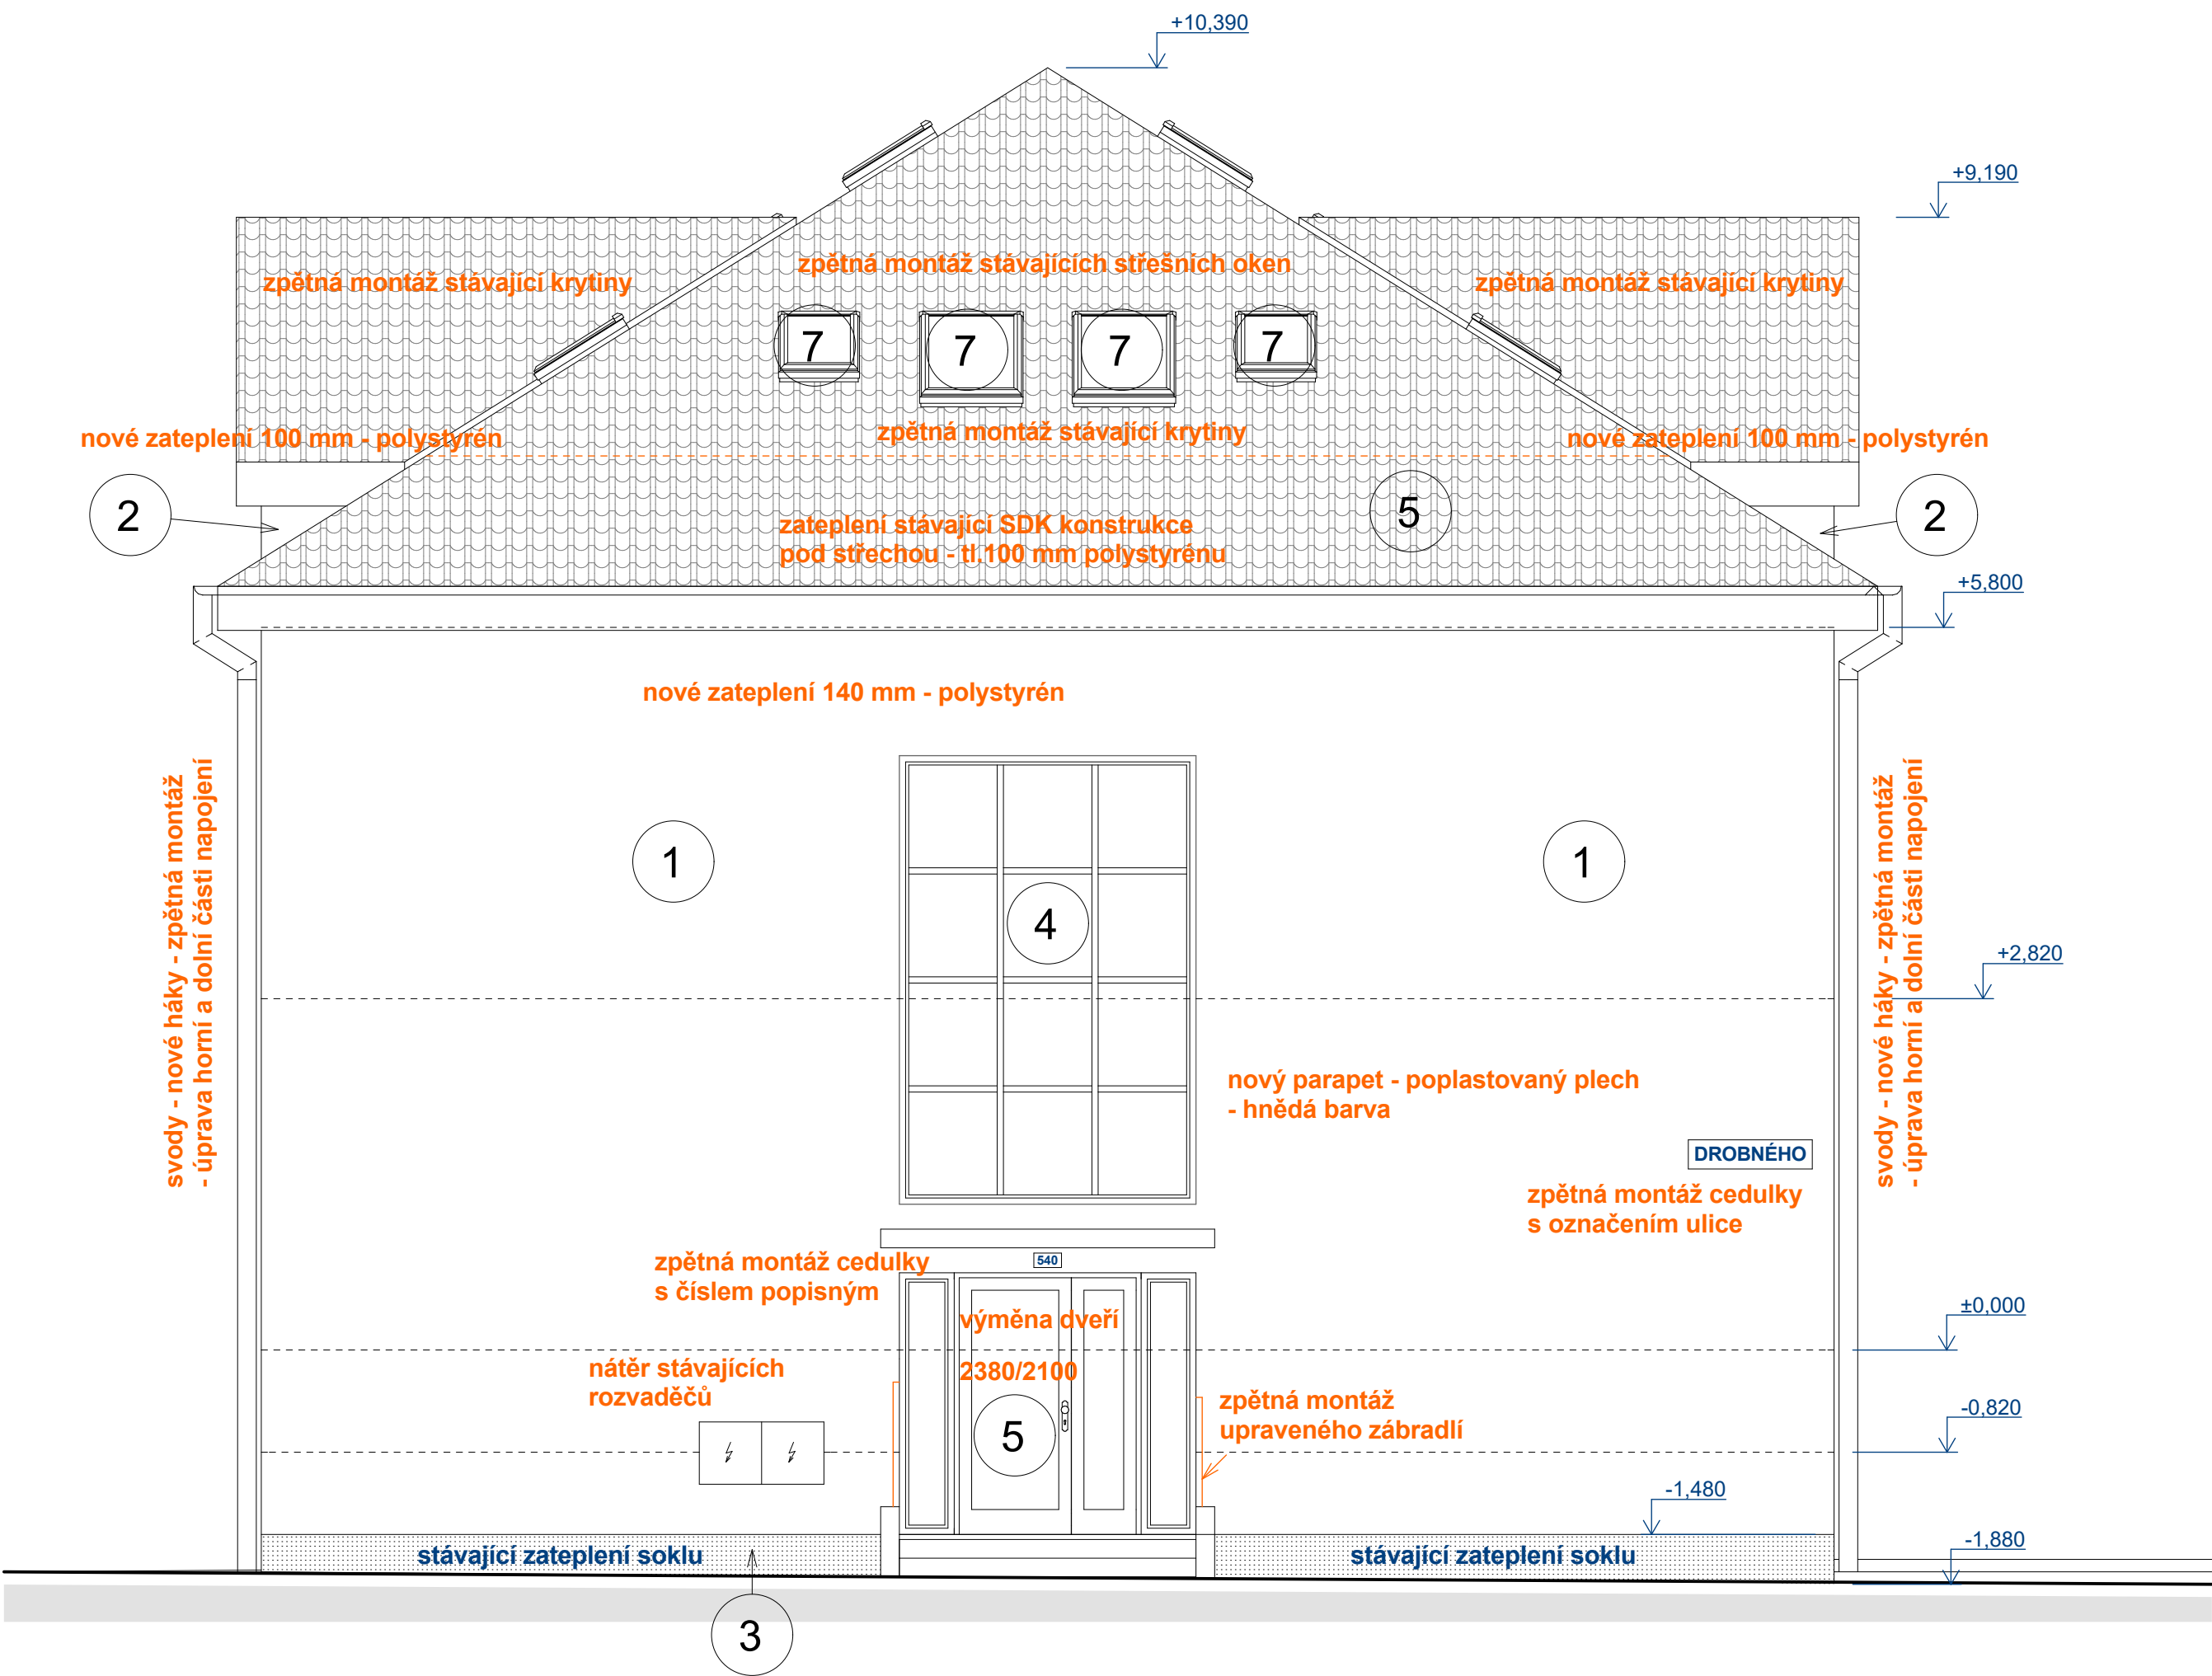 +10,390
+9,190
zpětná montáž stávajících střešních oken
zpětná montáž stávající krytiny
zpětná montáž stávající krytiny
7
7
7
7
zpětná montáž stávající krytiny
nové zateplení 100 mm - polystyrén
nové zateplení 100 mm - polystyrén
2
5
2
zateplení stávající SDK konstrukce
pod střechou - tl.100 mm polystyrénu
+5,800
nové zateplení 140 mm - polystyrén
svody - nové háky - zpětná montáž
- úprava horní a dolní části napojení
1
4
1
svody - nové háky - zpětná montáž
- úprava horní a dolní části napojení
+2,820
nový parapet - poplastovaný plech
- hnědá barva
DROBNÉHO
zpětná montáž cedulky
s označením ulice
zpětná montáž cedulky
s číslem popisným
540
±0,000
výměna dveří
2380/2100
nátěr stávajících
rozvaděčů
5
zpětná montáž
upraveného zábradlí
-0,820
-1,480
stávající zateplení soklu
stávající zateplení soklu
-1,880
3